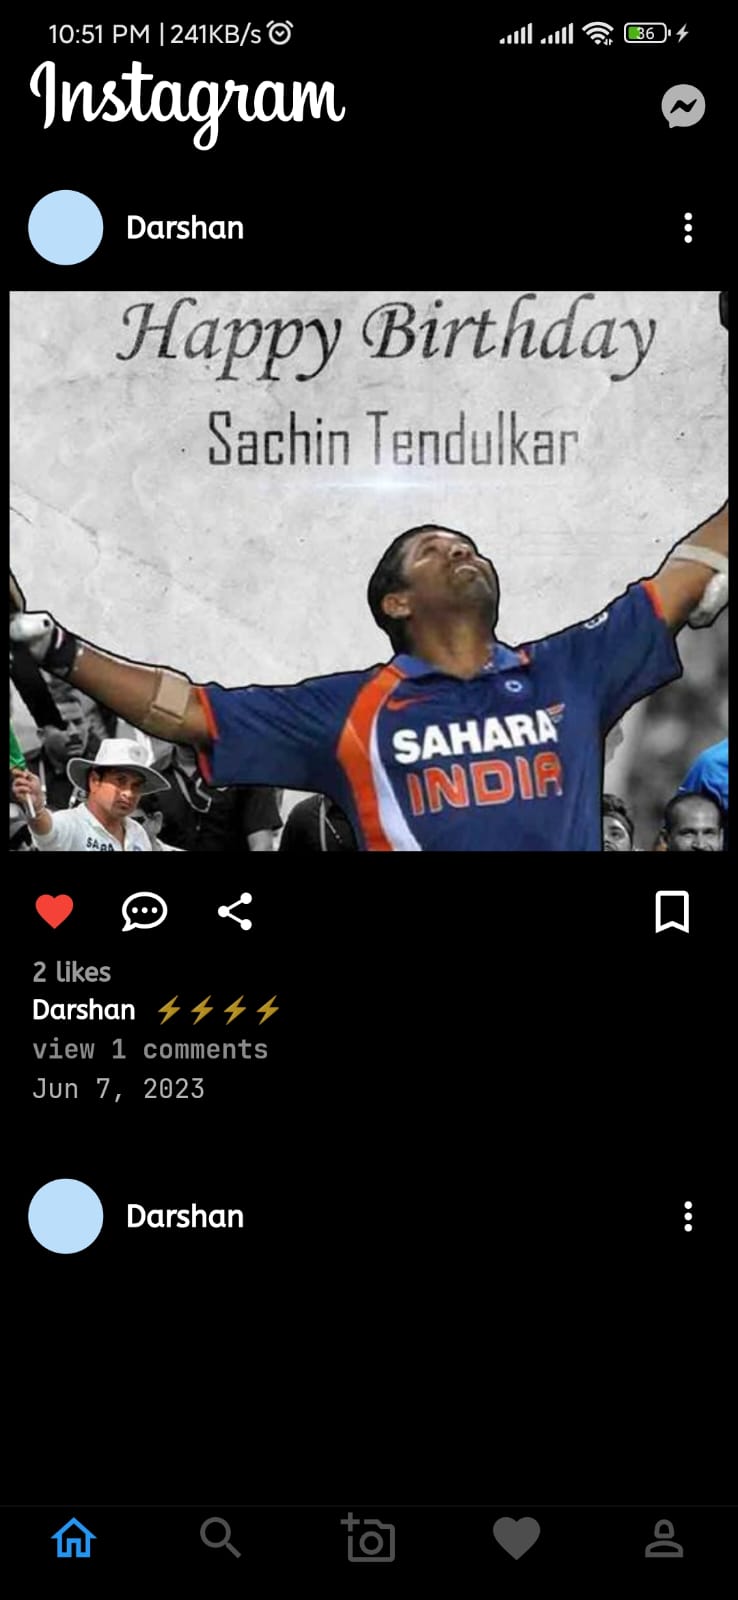 10:51 PM | 241KB/s
36
Instagram
Darshan
Happy Birthday
Sachin Tendulkar
SAHARA
INDIA
2 likes
Darshan ⚡⚡⚡⚡
view 1 comments
Jun 7, 2023
Darshan